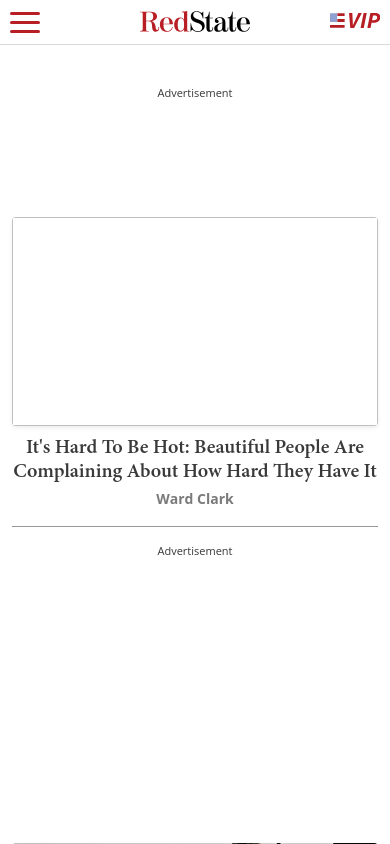 RedState
VIP
Advertisement
It's Hard To Be Hot: Beautiful People Are
Complaining About How Hard They Have It
Ward Clark
Advertisement